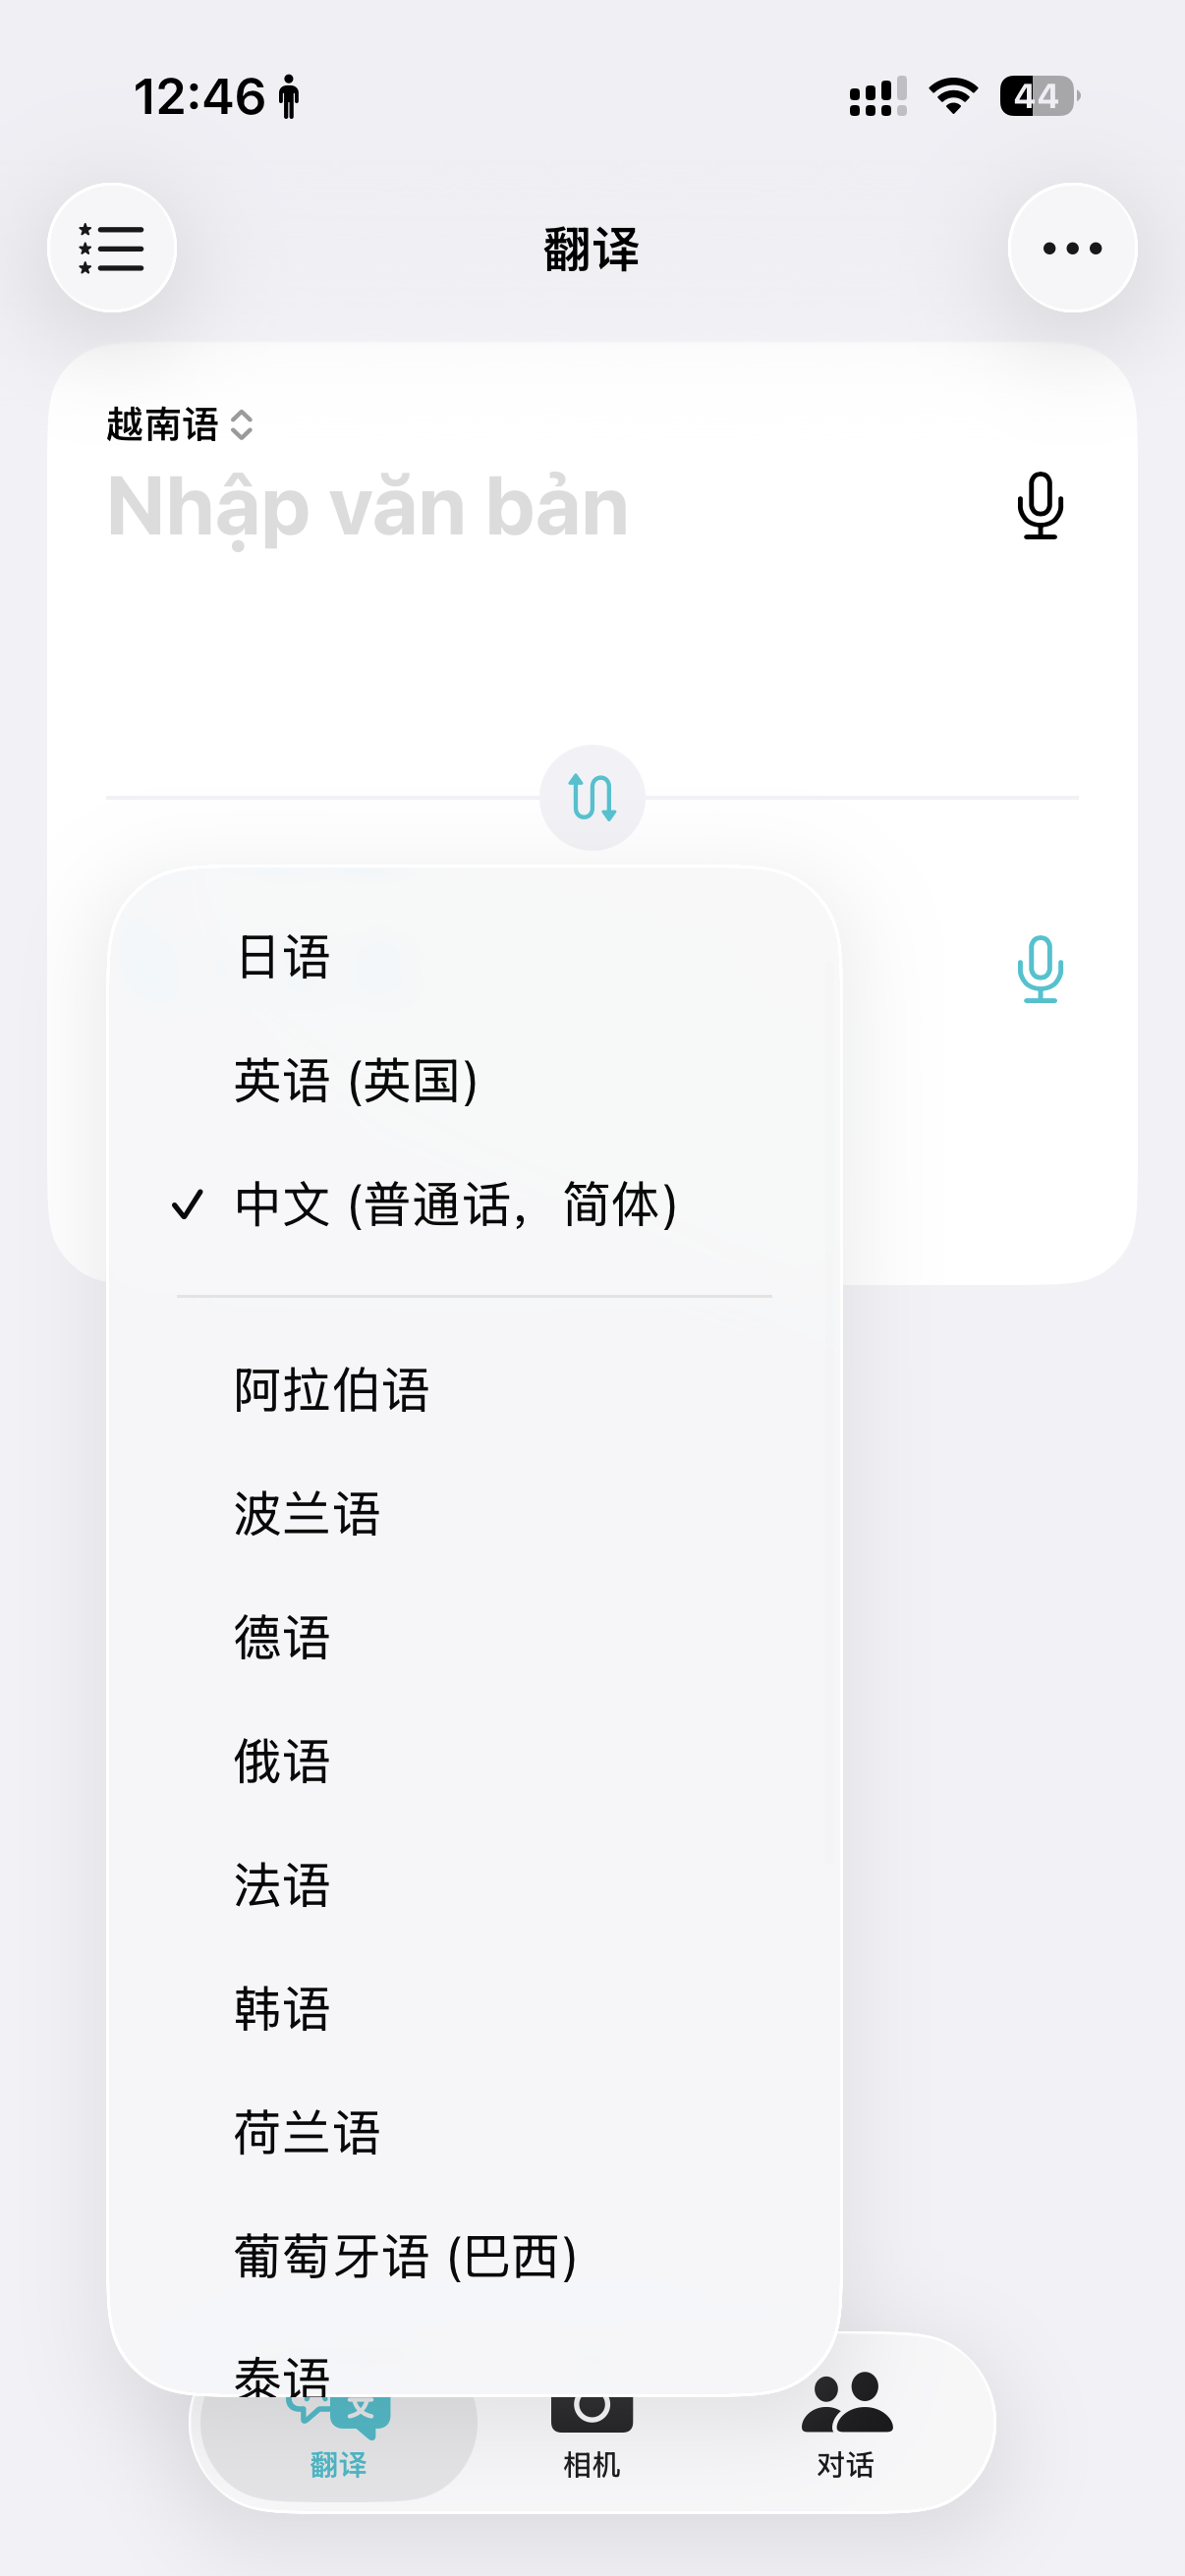 12:46
44
翻译
越南语
Nhập văn bản
日语
英语 (英国)
中文 (普通话，简体)
阿拉伯语
波兰语
德语
俄语
法语
韩语
荷兰语
葡萄牙语 (巴西)
泰语
文
翻译
相机
对话